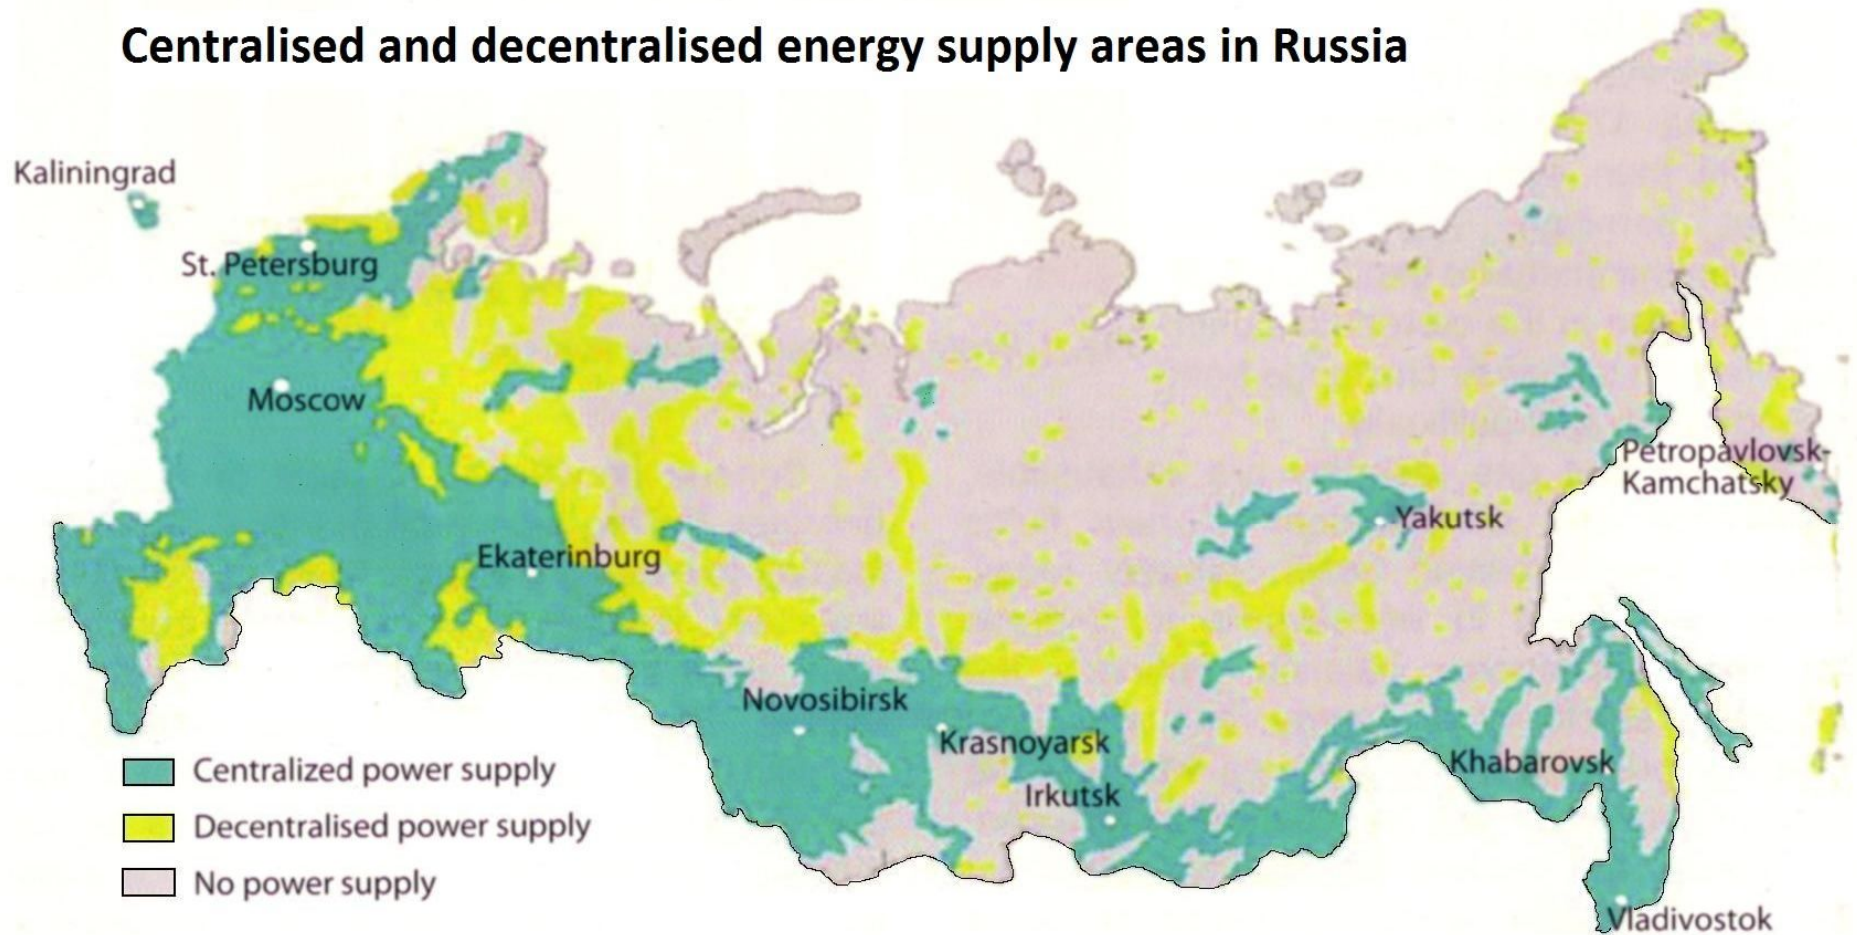 Centralised and decentralised energy supply areas in Russia
Kaliningrad
St. Petersburg
Moscow
Petropavlovsk-
Kamchatsky
Yakutsk
Ekaterinburg
Novosibirsk
Krasnoyarsk
Khabarovsk
Irkutsk
Centralized power supply
Decentralised power supply
No power supply
Vladivostok